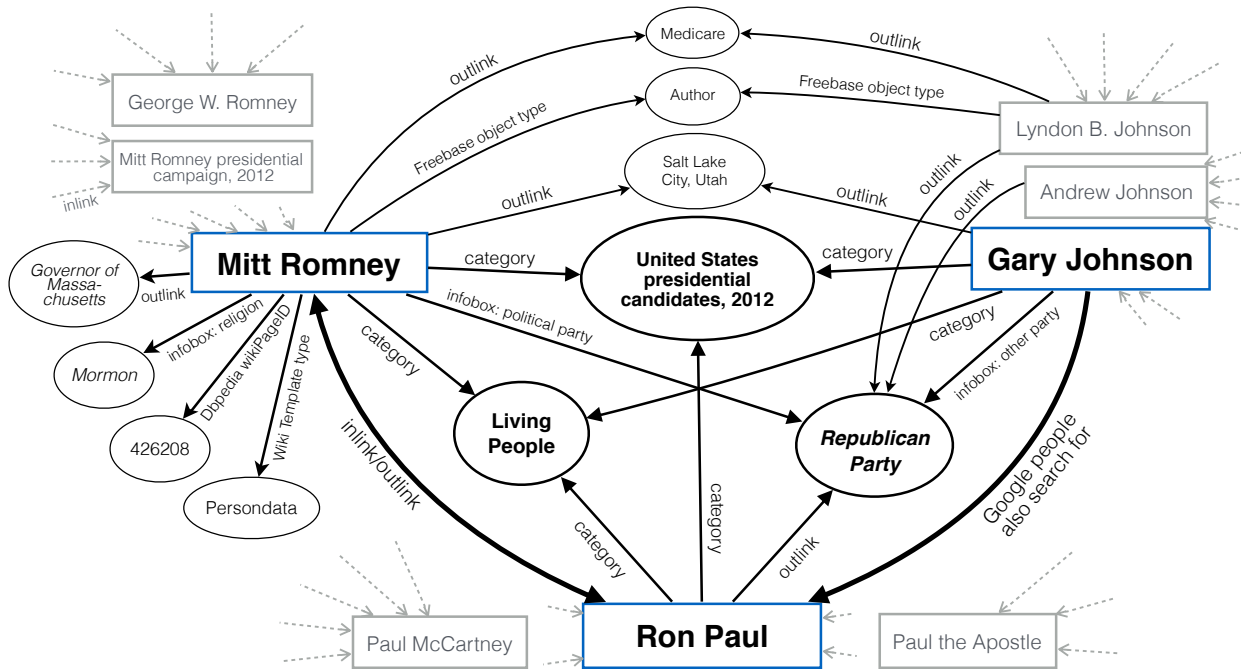 Medicare
outlink
outlink
George W. Romney
Author
Freebase object type
Freebase object type
Lyndon B. Johnson
Mitt Romney presidential
campaign, 2012
inlink
Salt Lake
City, Utah
outlink
outlink
outlink
outlink
Andrew Johnson
Governor of
Massa-
chusetts
outlink
Mitt Romney
category
United States
presidential
candidates, 2012
category
Gary Johnson
infobox: religion
Mormon
Dbpedia wikiPageID
426208
Wiki Template type
Persondata
category
infobox: political party
category
infobox: other party
Living
People
Republican
Party
inlink/outlink
Google people
also search for
category
category
outlink
Paul McCartney
Ron Paul
Paul the Apostle